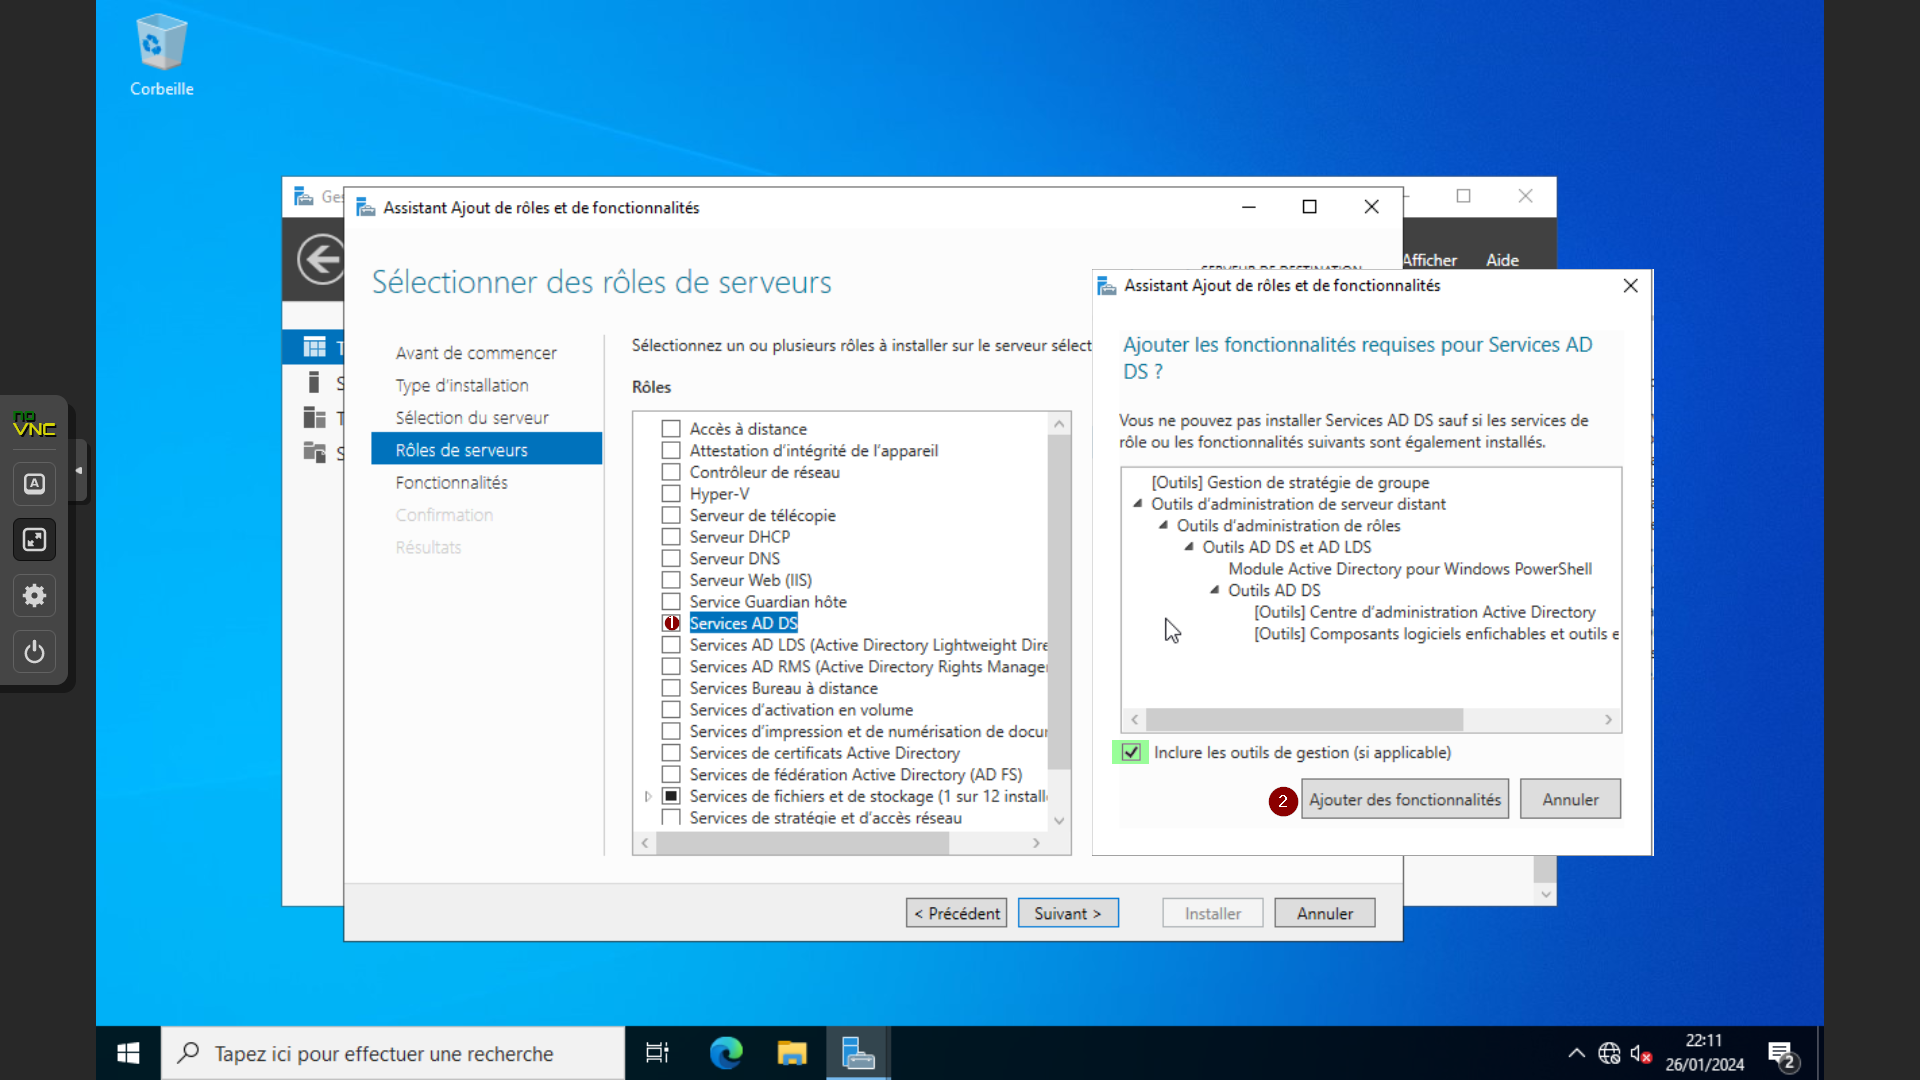 Corbeille
Ges
Assistant Ajout de rôles et de fonctionnalités
Afficher
Aide
Sélectionner des rôles de serveurs
SERVEUR DE DESTINATION
Avant de commencer
Type d'installation
Sélection du serveur
Rôles de serveurs
Fonctionnalités
Confirmation
Résultats
Sélectionnez un ou plusieurs rôles à installer sur le serveur sélect
Rôles
Accès à distance
Attestation d'intégrité de l'appareil
Contrôleur de réseau
Hyper-V
Serveur de télécopie
Serveur DHCP
Serveur DNS
Serveur Web (IIS)
Service Guardian hôte
1 Services AD DS
Services AD LDS (Active Directory Lightweight Dire
Services AD RMS (Active Directory Rights Manage
Services Bureau à distance
Services d'activation en volume
Services d'impression et de numérisation de docu
Services de certificats Active Directory
Services de fédération Active Directory (AD FS)
Services de fichiers et de stockage (1 sur 12 install
Services de stratégie et d'accès réseau
Assistant Ajout de rôles et de fonctionnalités
Ajouter les fonctionnalités requises pour Services AD
DS ?
Vous ne pouvez pas installer Services AD DS sauf si les services de
rôle ou les fonctionnalités suivants sont également installés.
[Outils] Gestion de stratégie de groupe
Outils d'administration de serveur distant
Outils d'administration de rôles
Outils AD DS et AD LDS
Module Active Directory pour Windows PowerShell
Outils AD DS
[Outils] Centre d'administration Active Directory
[Outils] Composants logiciels enfichables et outils e
Inclure les outils de gestion (si applicable)
2 Ajouter des fonctionnalités
Annuler
< Précédent
Suivant >
Installer
Annuler
no
VNC
A
Tapez ici pour effectuer une recherche
22:11
26/01/2024
2